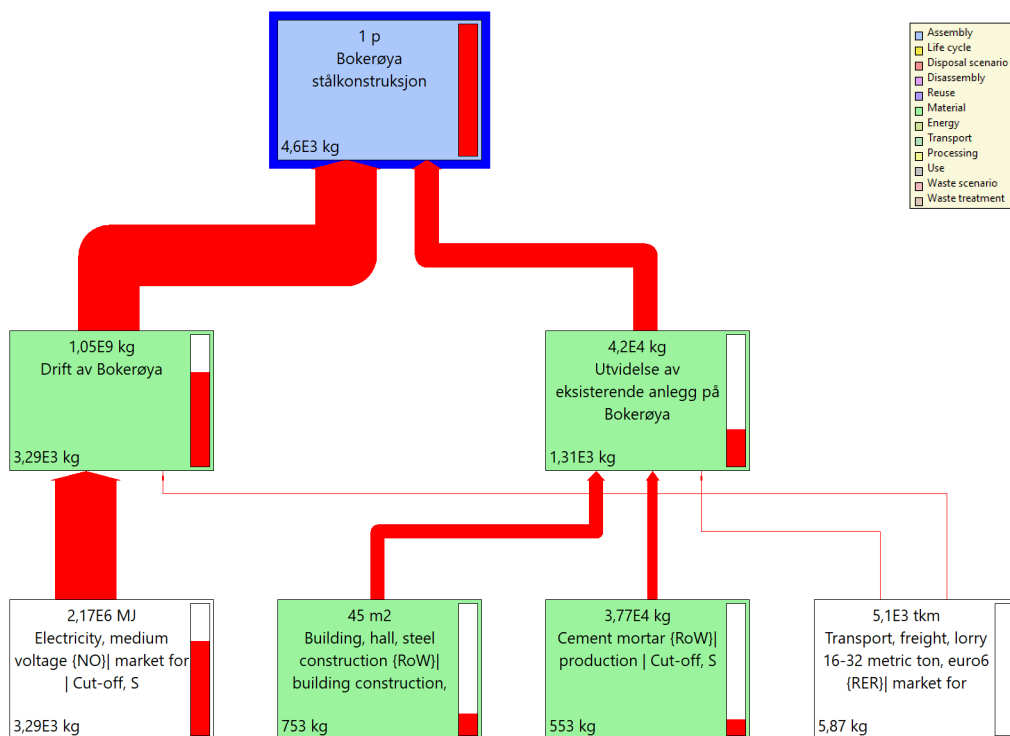 1 p
Bokerøya
stålkonstruksjon
4,6E3 kg
Assembly
Life cycle
Disposal scenario
Disassembly
Reuse
Material
Energy
Transport
Processing
Use
Waste scenario
Waste treatment
1,05E9 kg
Drift av Bokerøya
3,29E3 kg
4,2E4 kg
Utvidelse av
eksisterende anlegg på
Bokerøya
1,31E3 kg
2,17E6 MJ
Electricity, medium
voltage {NO}| market for
| Cut-off, S
3,29E3 kg
45 m2
Building, hall, steel
construction {RoW}|
building construction,
753 kg
3,77E4 kg
Cement mortar {RoW}|
production | Cut-off, S
553 kg
5,1E3 tkm
Transport, freight, lorry
16-32 metric ton, euro6
{RER}| market for
5,87 kg